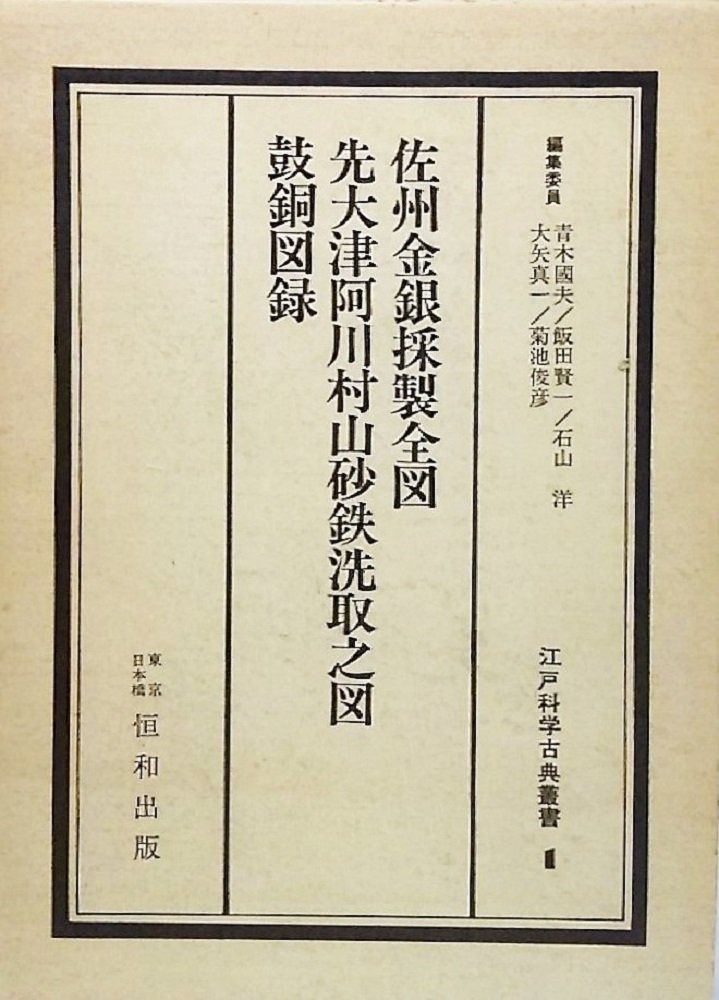 編集委員
青木國夫／飯田賢一／石山　洋
大矢真一／菊池俊彦
江戸科学古典叢書 1
佐州金銀採製全図
先大津阿川村山砂鉄洗取之図
鼓銅図録
東京
日本橋
恒和出版